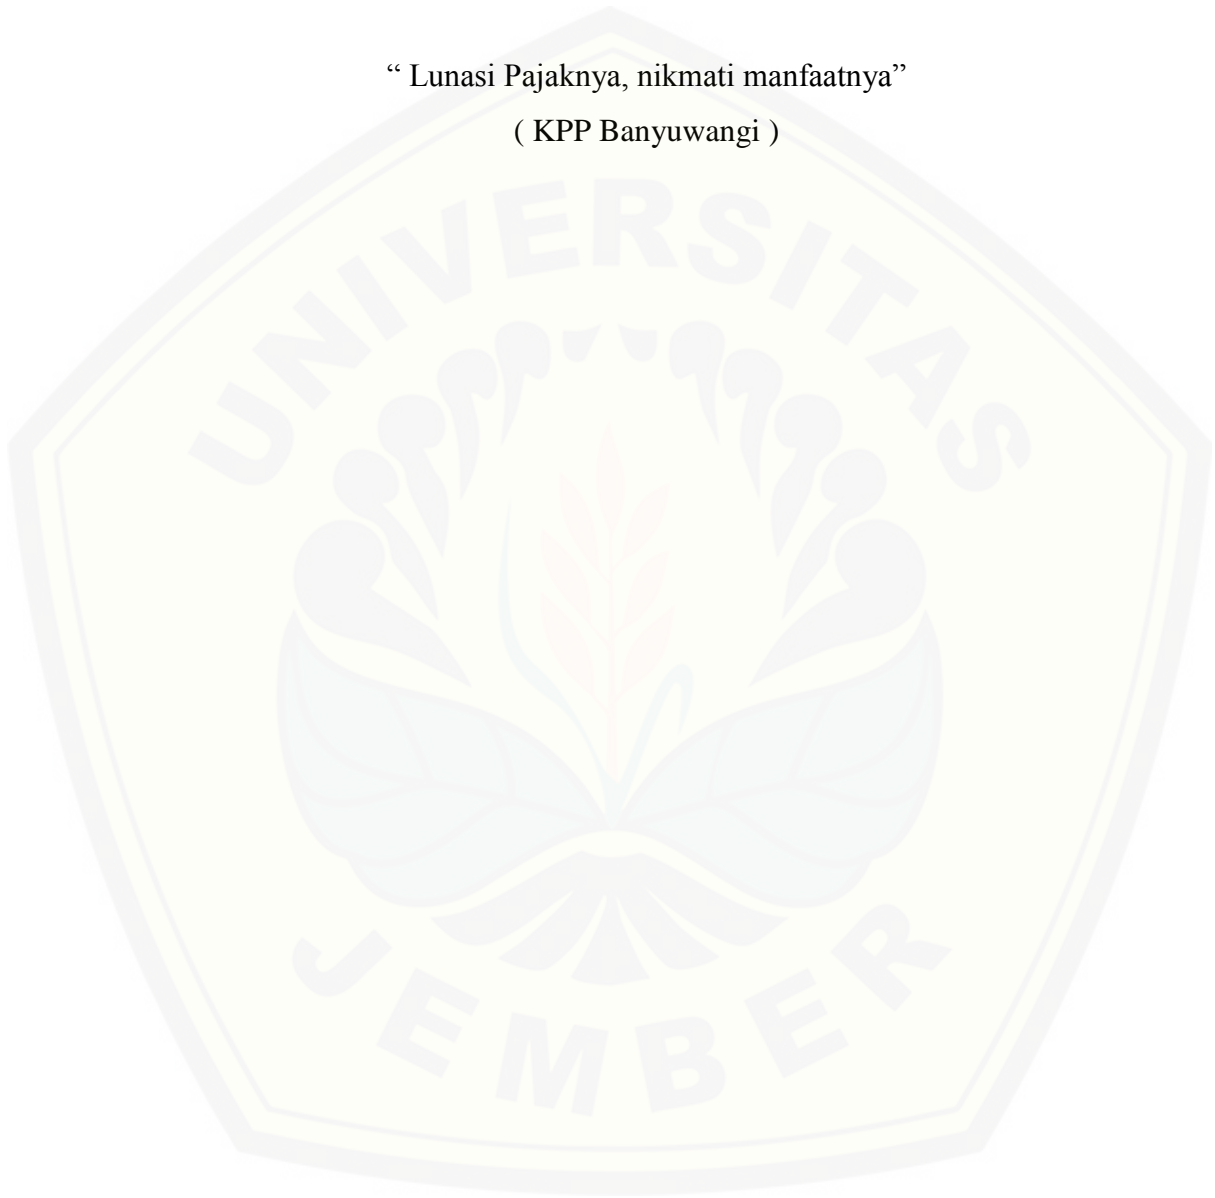 “ Lunasi Pajaknya, nikmati manfaatnya”
( KPP Banyuwangi )
UNIVERSITAS
JEMBER